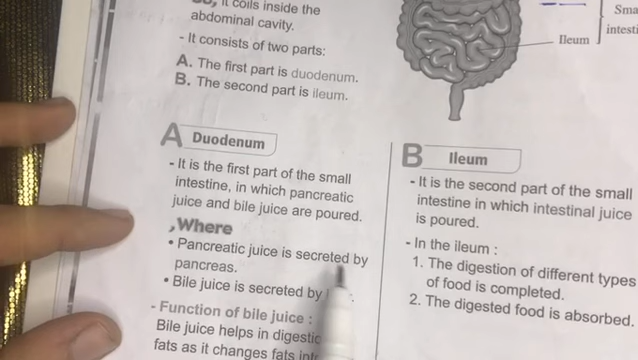 it coils inside the
abdominal cavity.
- It consists of two parts:
A. The first part is duodenum.
B. The second part is ileum.
Ileum
A Duodenum
- It is the first part of the small
intestine, in which pancreatic
juice and bile juice are poured.
,Where
• Pancreatic juice is secreted by
pancreas.
• Bile juice is secreted by
- Function of bile juice :
Bile juice helps in
fats as it changes fats
B Ileum
- It is the second part of the small
intestine in which intestinal juice
is poured.
- In the ileum :
1. The digestion of different types
of food is completed.
2. The digested food is absorbed.